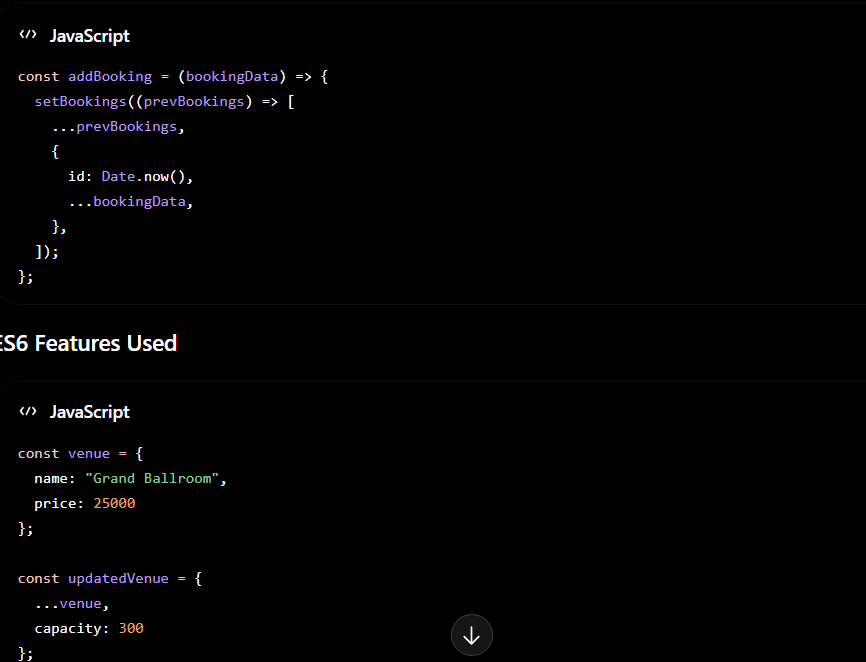 </> JavaScript
const addBooking = (bookingData) => {
  setBookings((prevBookings) => [
    ...prevBookings,
    {
      id: Date.now(),
      ...bookingData,
    },
  ]);
};
ES6 Features Used
</> JavaScript
const venue = {
  name: "Grand Ballroom",
  price: 25000
};
const updatedVenue = {
  ...venue,
  capacity: 300
};